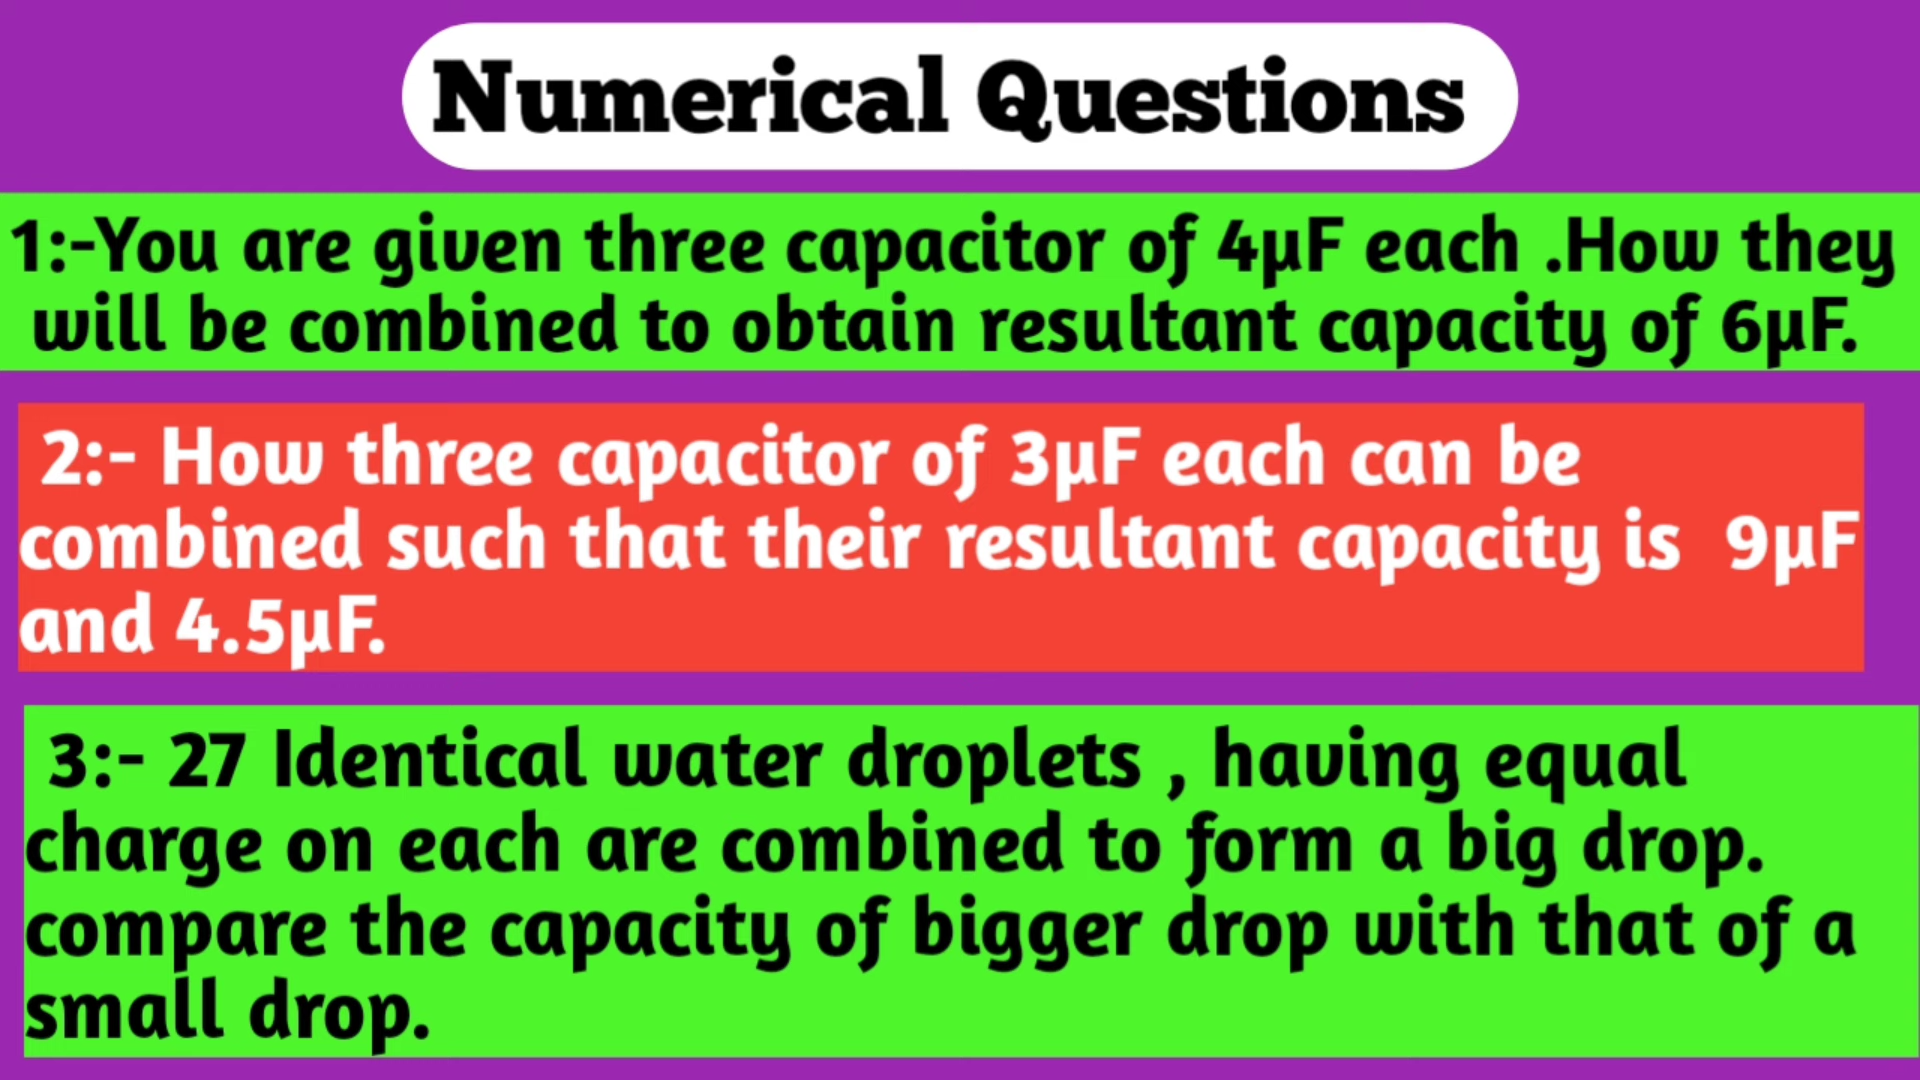 Numerical Questions
1:-You are given three capacitor of 4µF each .How they
will be combined to obtain resultant capacity of 6µF.
2:- How three capacitor of 3µF each can be
combined such that their resultant capacity is 9µF
and 4.5µF.
3:- 27 Identical water droplets , having equal
charge on each are combined to form a big drop.
compare the capacity of bigger drop with that of a
small drop.